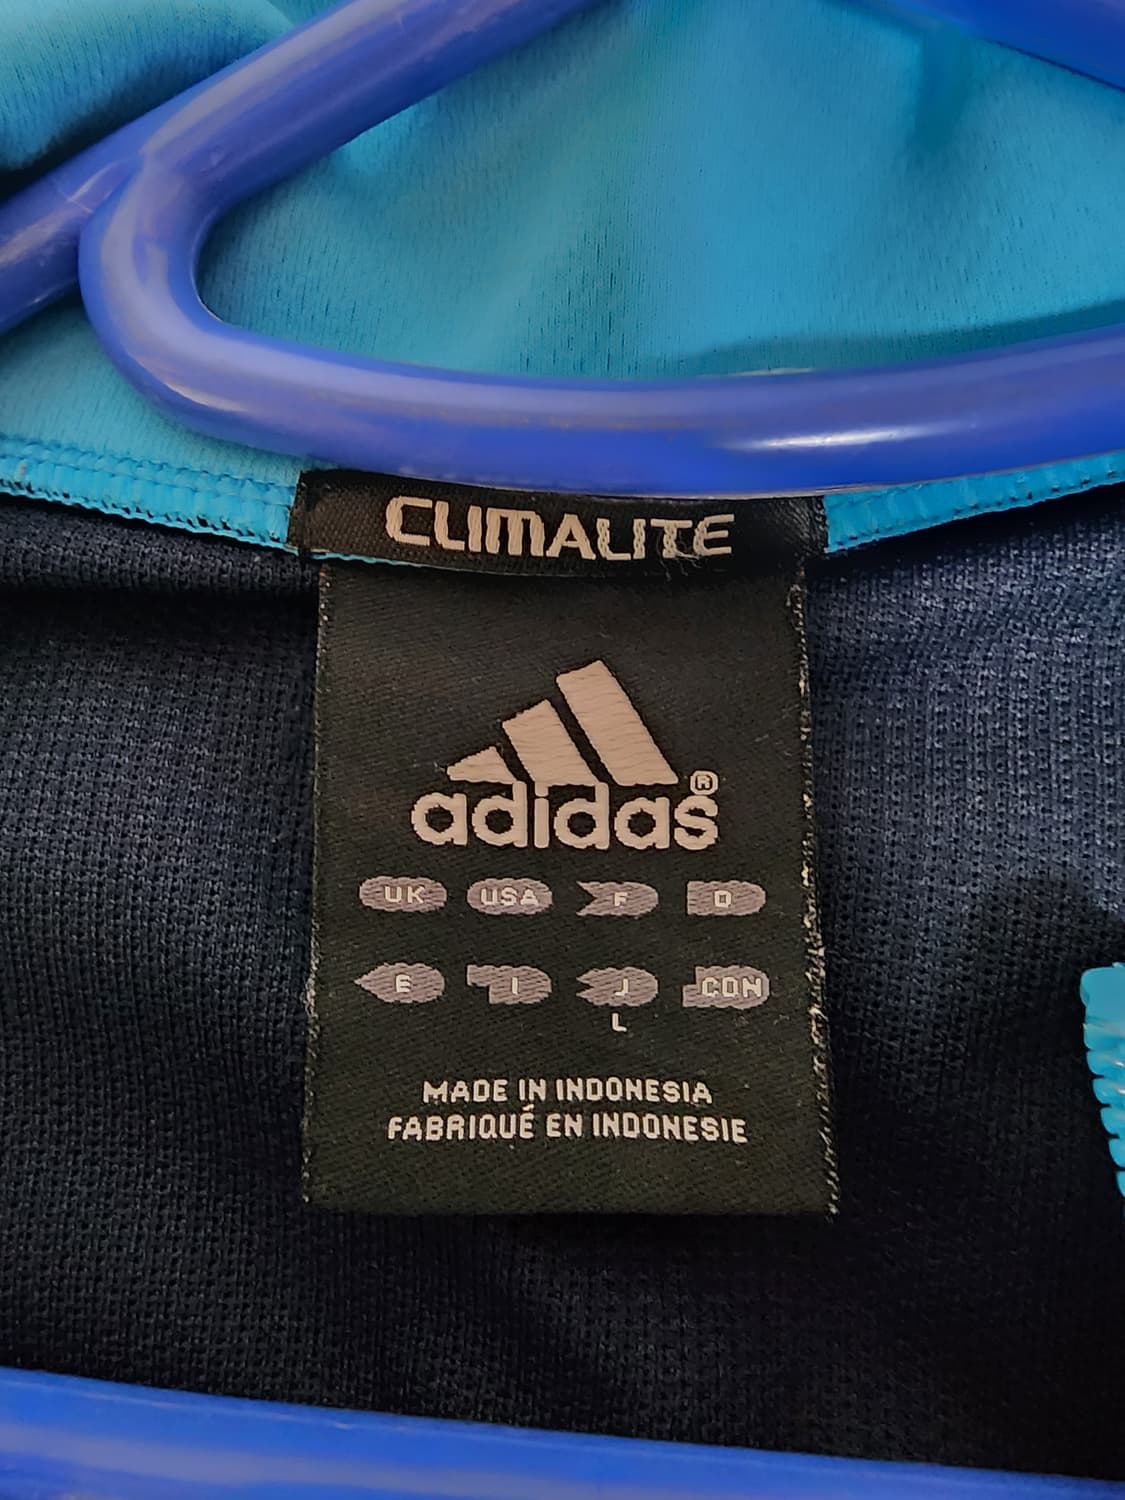 CLIMALITE
adidas®
UK USA F D
E I J CON
L
MADE IN INDONESIA
FABRIQUÉ EN INDONESIE